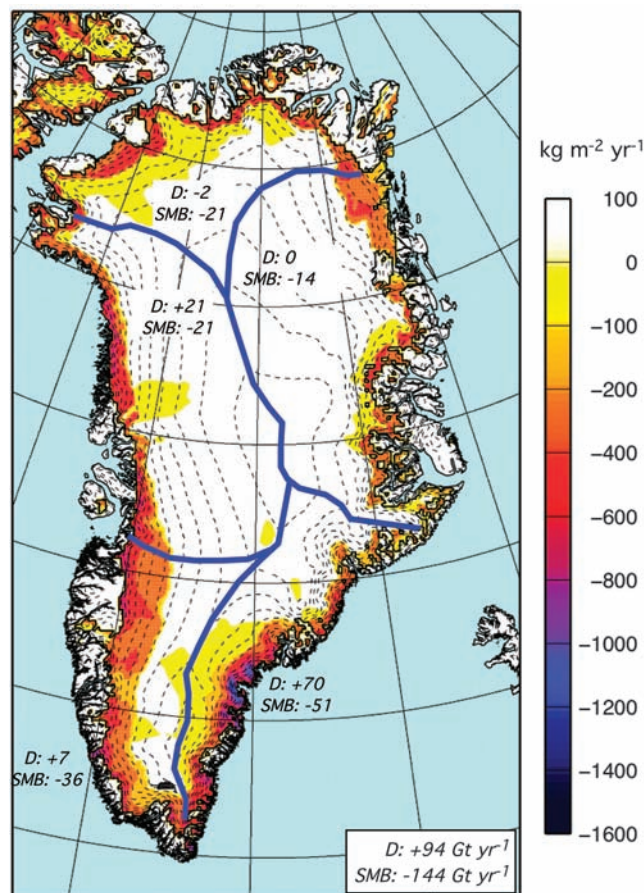 kg m-2 yr-1
100
0
−100
−200
−400
−600
−800
−1000
−1200
−1400
−1600
D: -2
SMB: -21
D: 0
SMB: -14
D: +21
SMB: -21
D: +70
SMB: -51
D: +7
SMB: -36
D: +94 Gt yr-1
SMB: -144 Gt yr-1